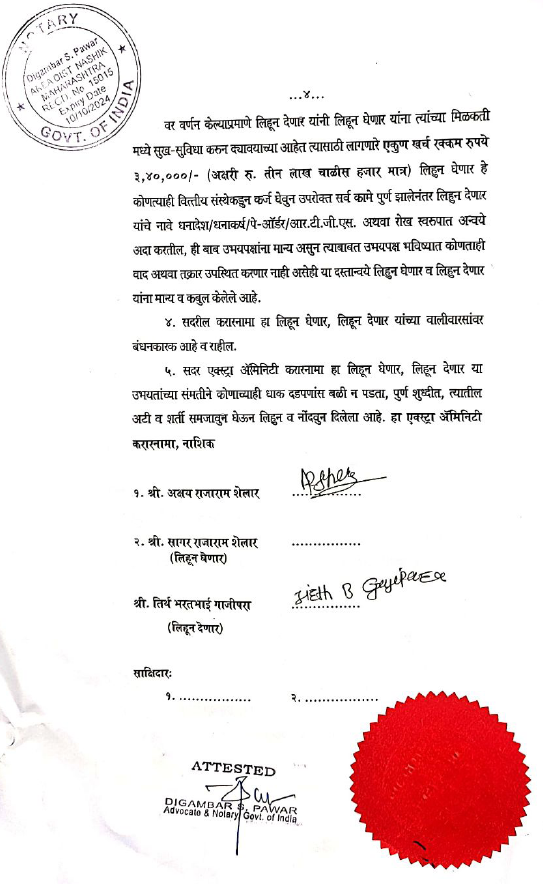 NOTARY
Digambar S. Pawar
AREA DIST NASHIK
MAHARASHTRA
REGD. No 15015
Expiry Date
10/10/2024
GOVT. OF INDIA
...४...
वर वर्णन केल्याप्रमाणे लिहून देणार यांनी लिहून घेणार यांना त्यांच्या मिळकती
मध्ये सुख-सुविधा करुन द्यावयाच्या आहेत त्यासाठी लागणारे एकुण खर्च रक्कम रुपये
३,४०,०००/- (अक्षरी रु. तीन लाख चाळीस हजार मात्र) लिहुन घेणार हे
कोणत्याही वित्तीय संस्थेकडुन कर्ज घेवुन उपरोक्त सर्व कामे पुर्ण झालेनंतर लिहुन देणार
यांचे नावे धनादेश/धनाकर्ष/पे-ऑर्डर/आर.टी.जी.एस. अथवा रोख स्वरुपात अन्वये
अदा करतील, ही बाब उभयपक्षांना मान्य असुन त्याबाबत उभयपक्ष भविष्यात कोणताही
वाद अथवा तक्रार उपस्थित करणार नाही असेही या दस्तान्वये लिहुन घेणार व लिहुन देणार
यांना मान्य व कबुल केलेले आहे.
४. सदरील करारनामा हा लिहून घेणार, लिहून देणार यांच्या वालीवारसांवर
बंधनकारक आहे व राहील.
५. सदर एक्स्ट्रा ॲमिनिटी करारनामा हा लिहून घेणार, लिहून देणार या
उभयतांच्या संमतीने कोणाच्याही धाक दडपणांस बळी न पडता, पुर्ण शुध्दीत, त्यातील
अटी व शर्ती समजावुन घेऊन लिहुन व नोंदवुन दिलेला आहे. हा एक्स्ट्रा ॲमिनिटी
करारनामा, नाशिक
१. श्री. अक्षय राजाराम शेलार ..................
२. श्री. सागर राजाराम शेलार ..................
(लिहून घेणार)
श्री. तिर्थ भरतभाई गाजीपरा ..................
(लिहून देणार)
साक्षिदारः
१. .................. २. ..................
ATTESTED
DIGAMBAR S. PAWAR
Advocate & Notary Govt. of India